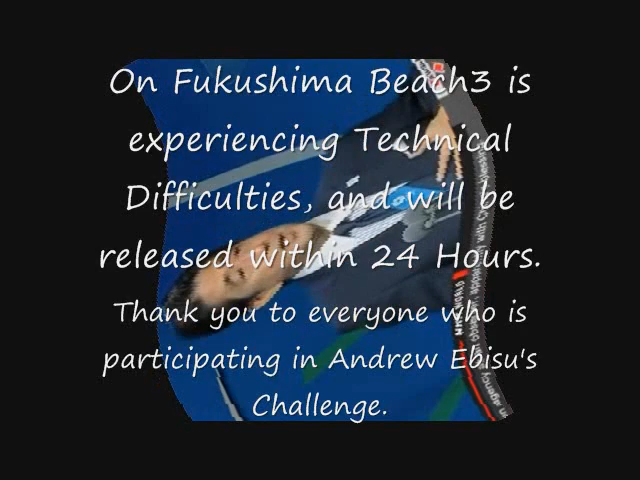 On Fukushima Beach3 is
experiencing Technical
Difficulties, and will be
released within 24 Hours.
Thank you to everyone who is
participating in Andrew Ebisu's
Challenge.